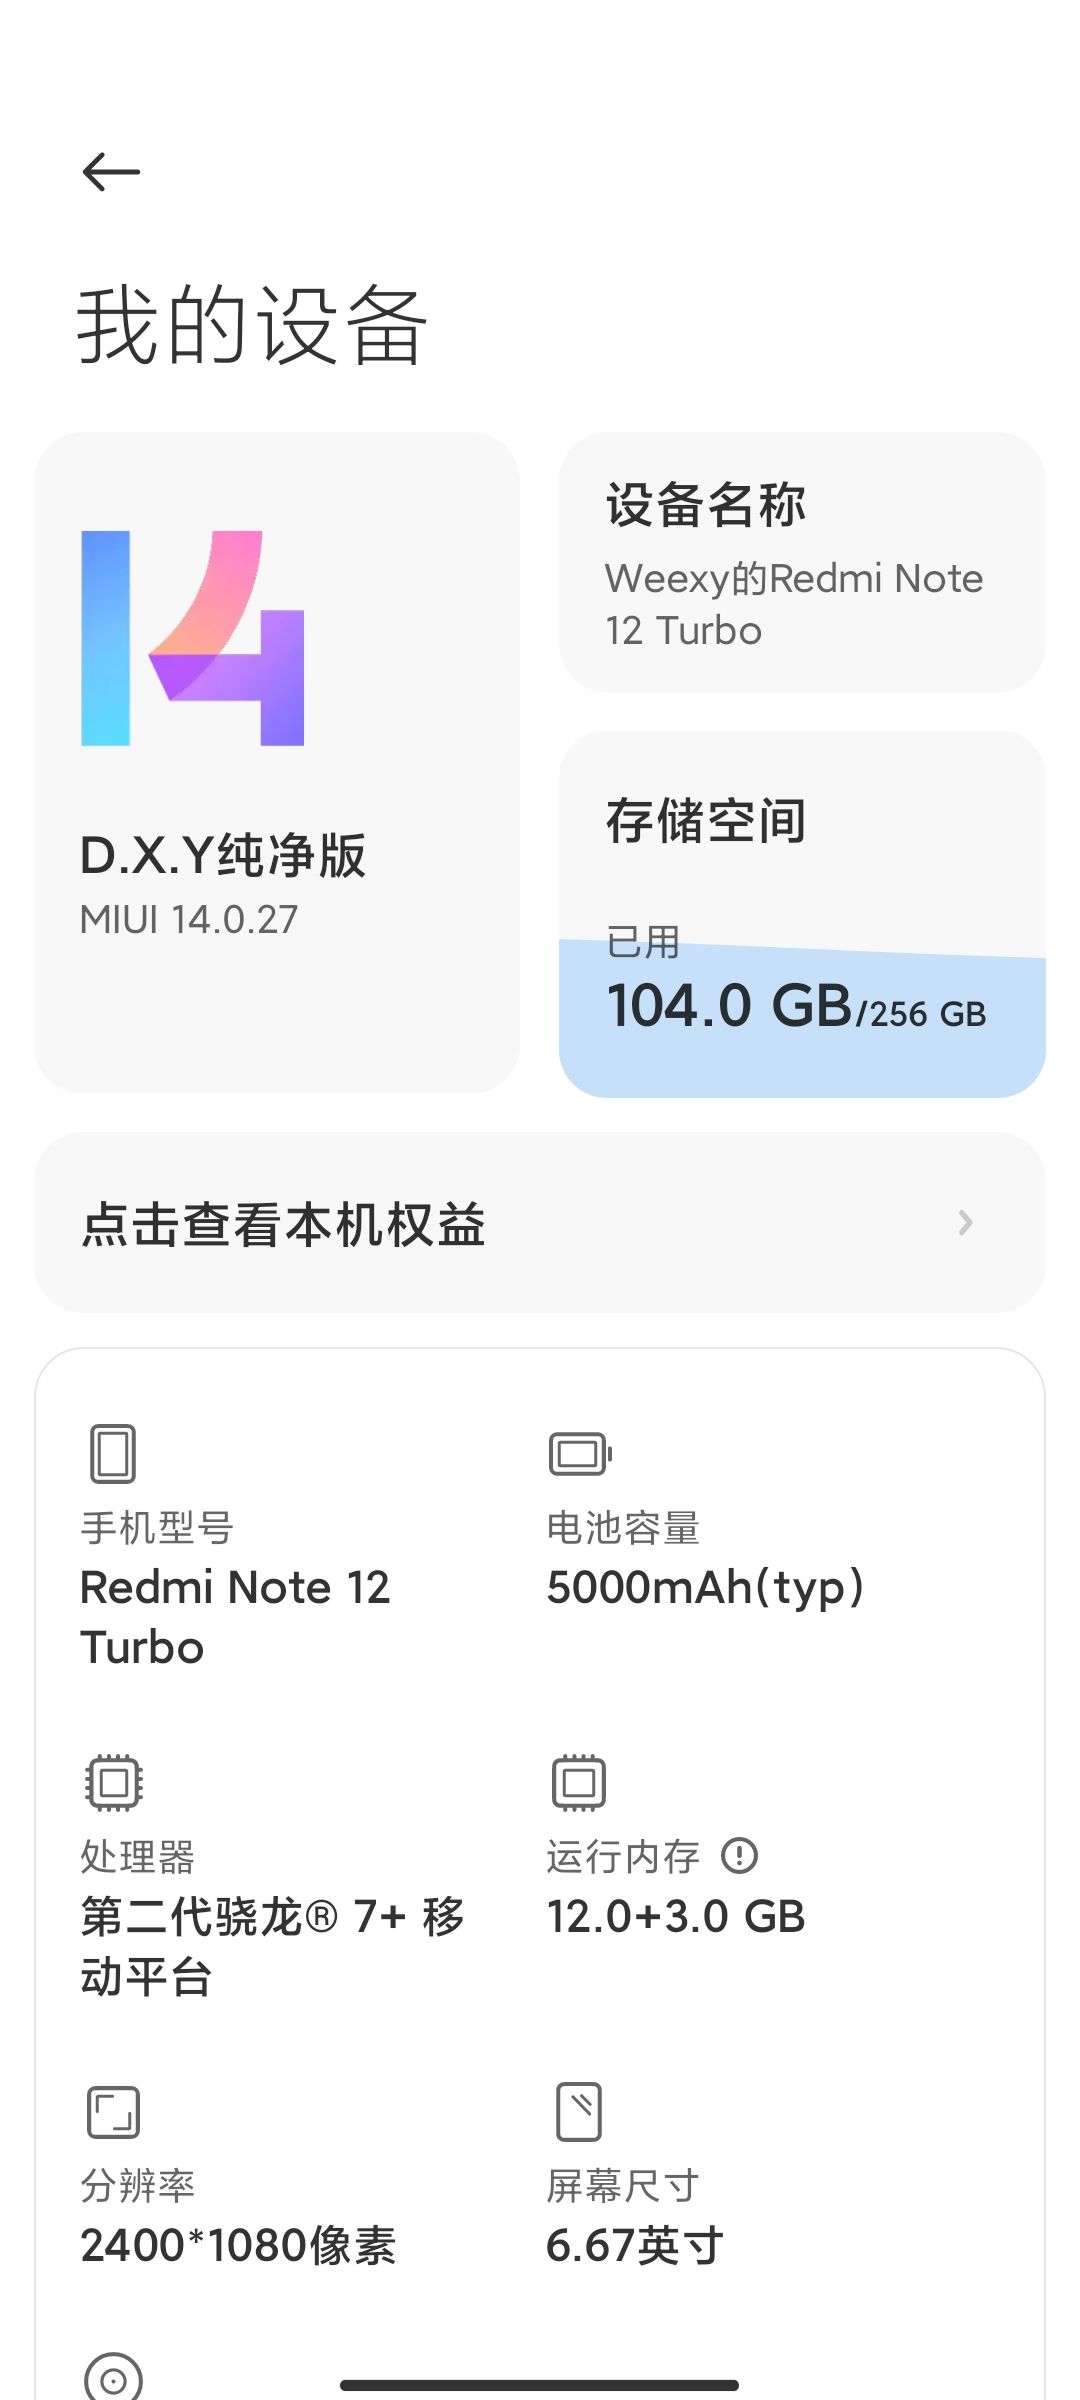 我的设备
14
D.X.Y纯净版
MIUI 14.0.27
设备名称
Weexy的Redmi Note
12 Turbo
存储空间
已用
104.0 GB/256 GB
点击查看本机权益
手机型号
Redmi Note 12
Turbo
电池容量
5000mAh(typ)
处理器
第二代骁龙® 7+ 移
动平台
运行内存
12.0+3.0 GB
分辨率
2400*1080像素
屏幕尺寸
6.67英寸